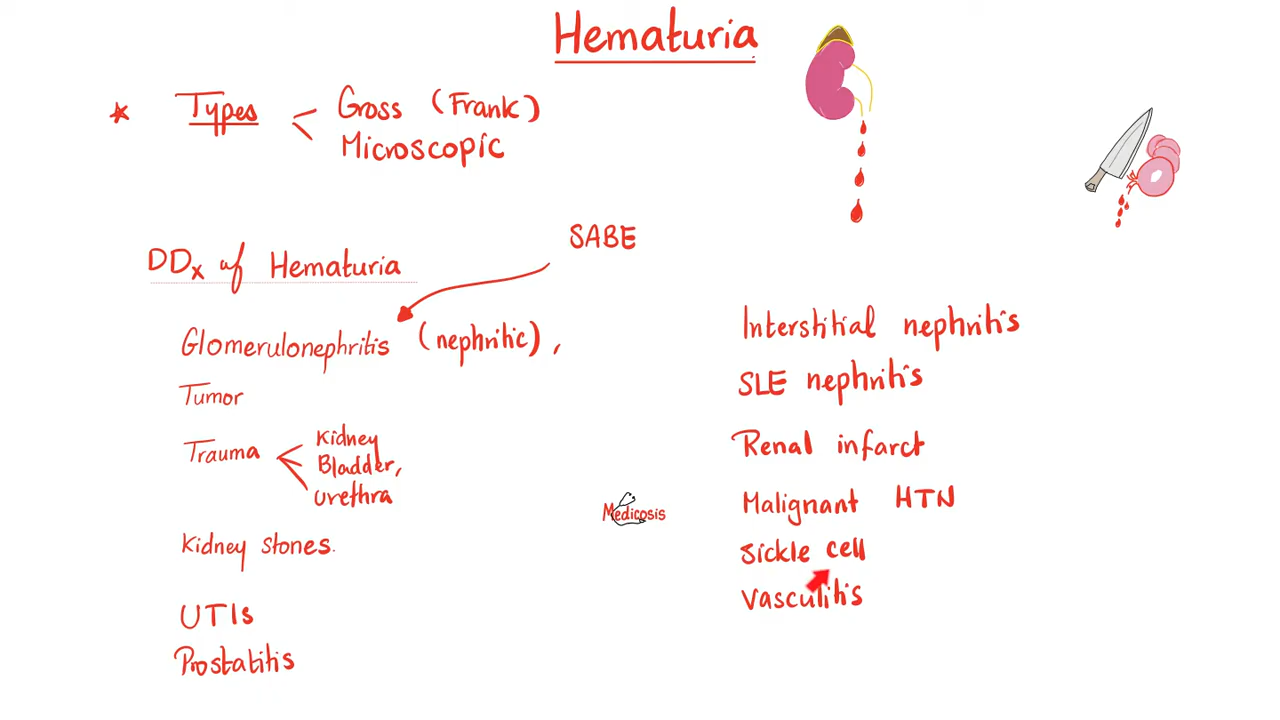 Hematuria
* Types < Gross (Frank)
Microscopic
SABE
DDx of Hematuria
Glomerulonephritis (nephritic),
Tumor
Trauma < Kidney
Bladder,
urethra
Kidney stones.
UTIs
Prostatitis
Medicosis
Interstitial nephritis
SLE nephritis
Renal infarct
Malignant HTN
Sickle cell
Vasculitis